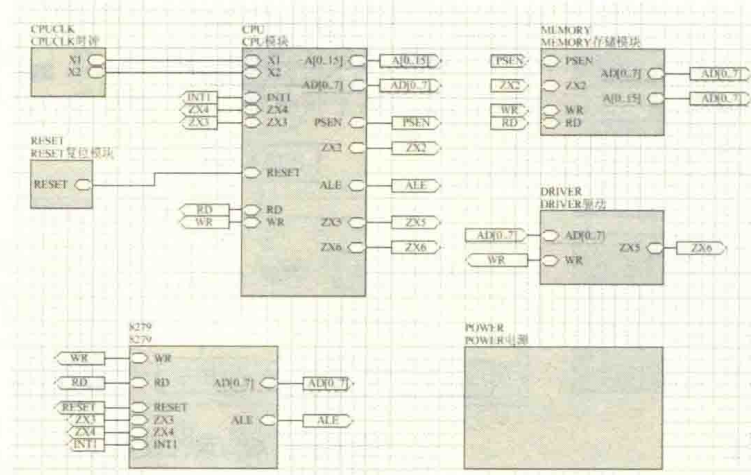 CPUCLK
CPUCLK时钟
X1
X2
RESET
RESET复位模块
RESET
CPU
CPU模块
X1 A[0..15] A[0..15]
X2
AD[0..7] AD[0..7]
INT1 INT1
ZX4 ZX4
ZX3 ZX3 PSEN PSEN
ZX2 ZX2
RESET
ALE ALE
RD RD
WR WR ZX5 ZX5
ZX6 ZX6
MEMORY
MEMORY存储模块
PSEN PSEN
AD[0..7] AD[0..7]
ZX2 ZX2
A[0..15] AD[0..7]
WR WR
RD RD
DRIVER
DRIVER驱动
AD[0..7] AD[0..7]
ZX5 ZX6
WR WR
8279
8279
WR WR
RD RD AD[0..7] AD[0..7]
RESET RESET
ZX3 ZX3 ALE ALE
ZX4 ZX4
INT1 INT1
POWER
POWER电源